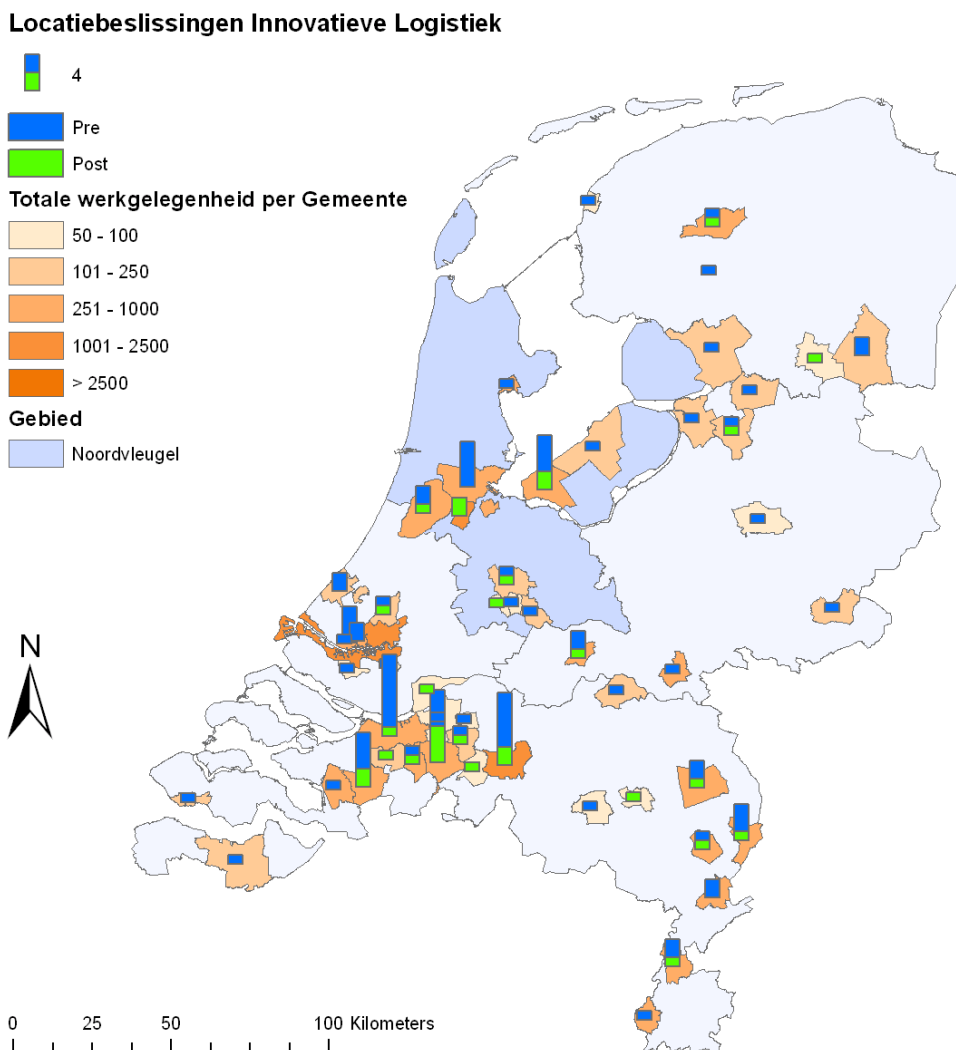 Locatiebeslissingen Innovatieve Logistiek
4
Pre
Post
Totale werkgelegenheid per Gemeente
50 - 100
101 - 250
251 - 1000
1001 - 2500
> 2500
Gebied
Noordvleugel
N
0 25 50 100 Kilometers